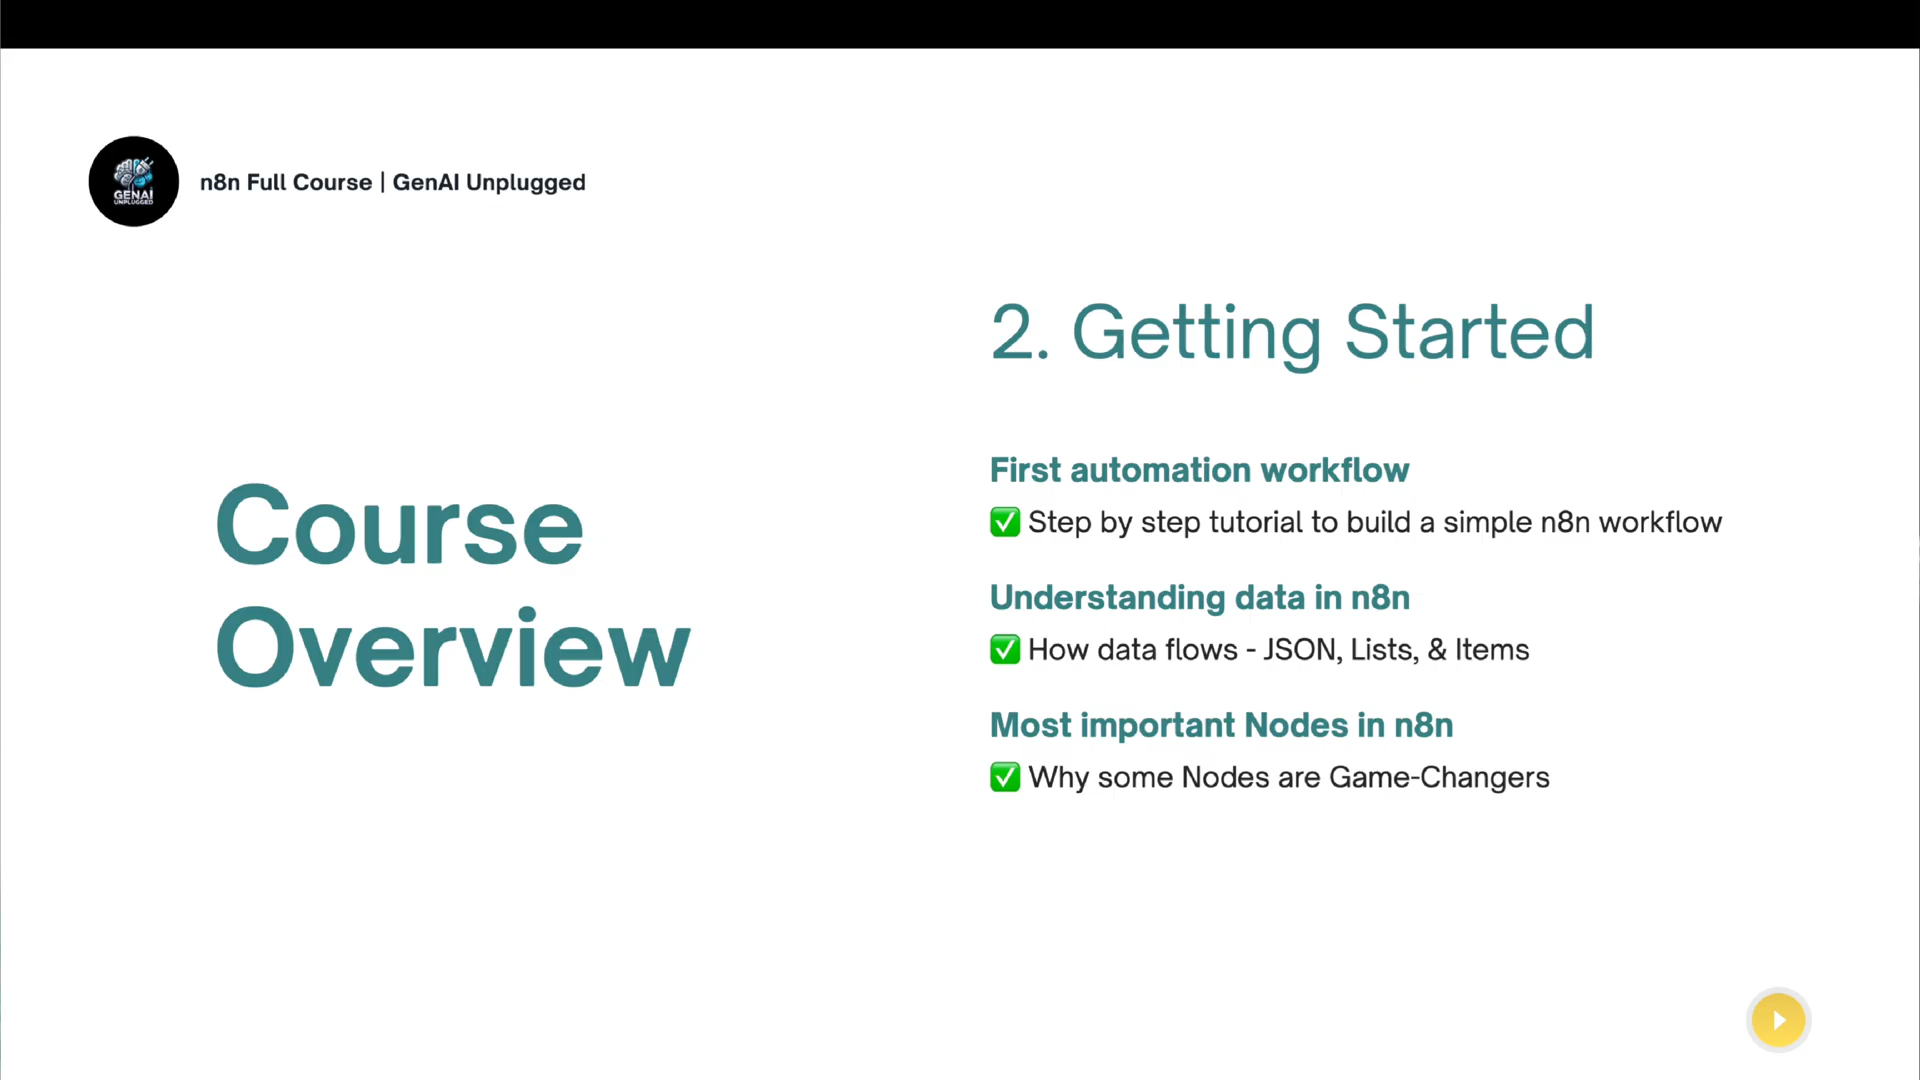 GENAI
UNPLUGGED
n8n Full Course | GenAI Unplugged
Course
Overview
2. Getting Started
First automation workflow
✅ Step by step tutorial to build a simple n8n workflow
Understanding data in n8n
✅ How data flows - JSON, Lists, & Items
Most important Nodes in n8n
✅ Why some Nodes are Game-Changers